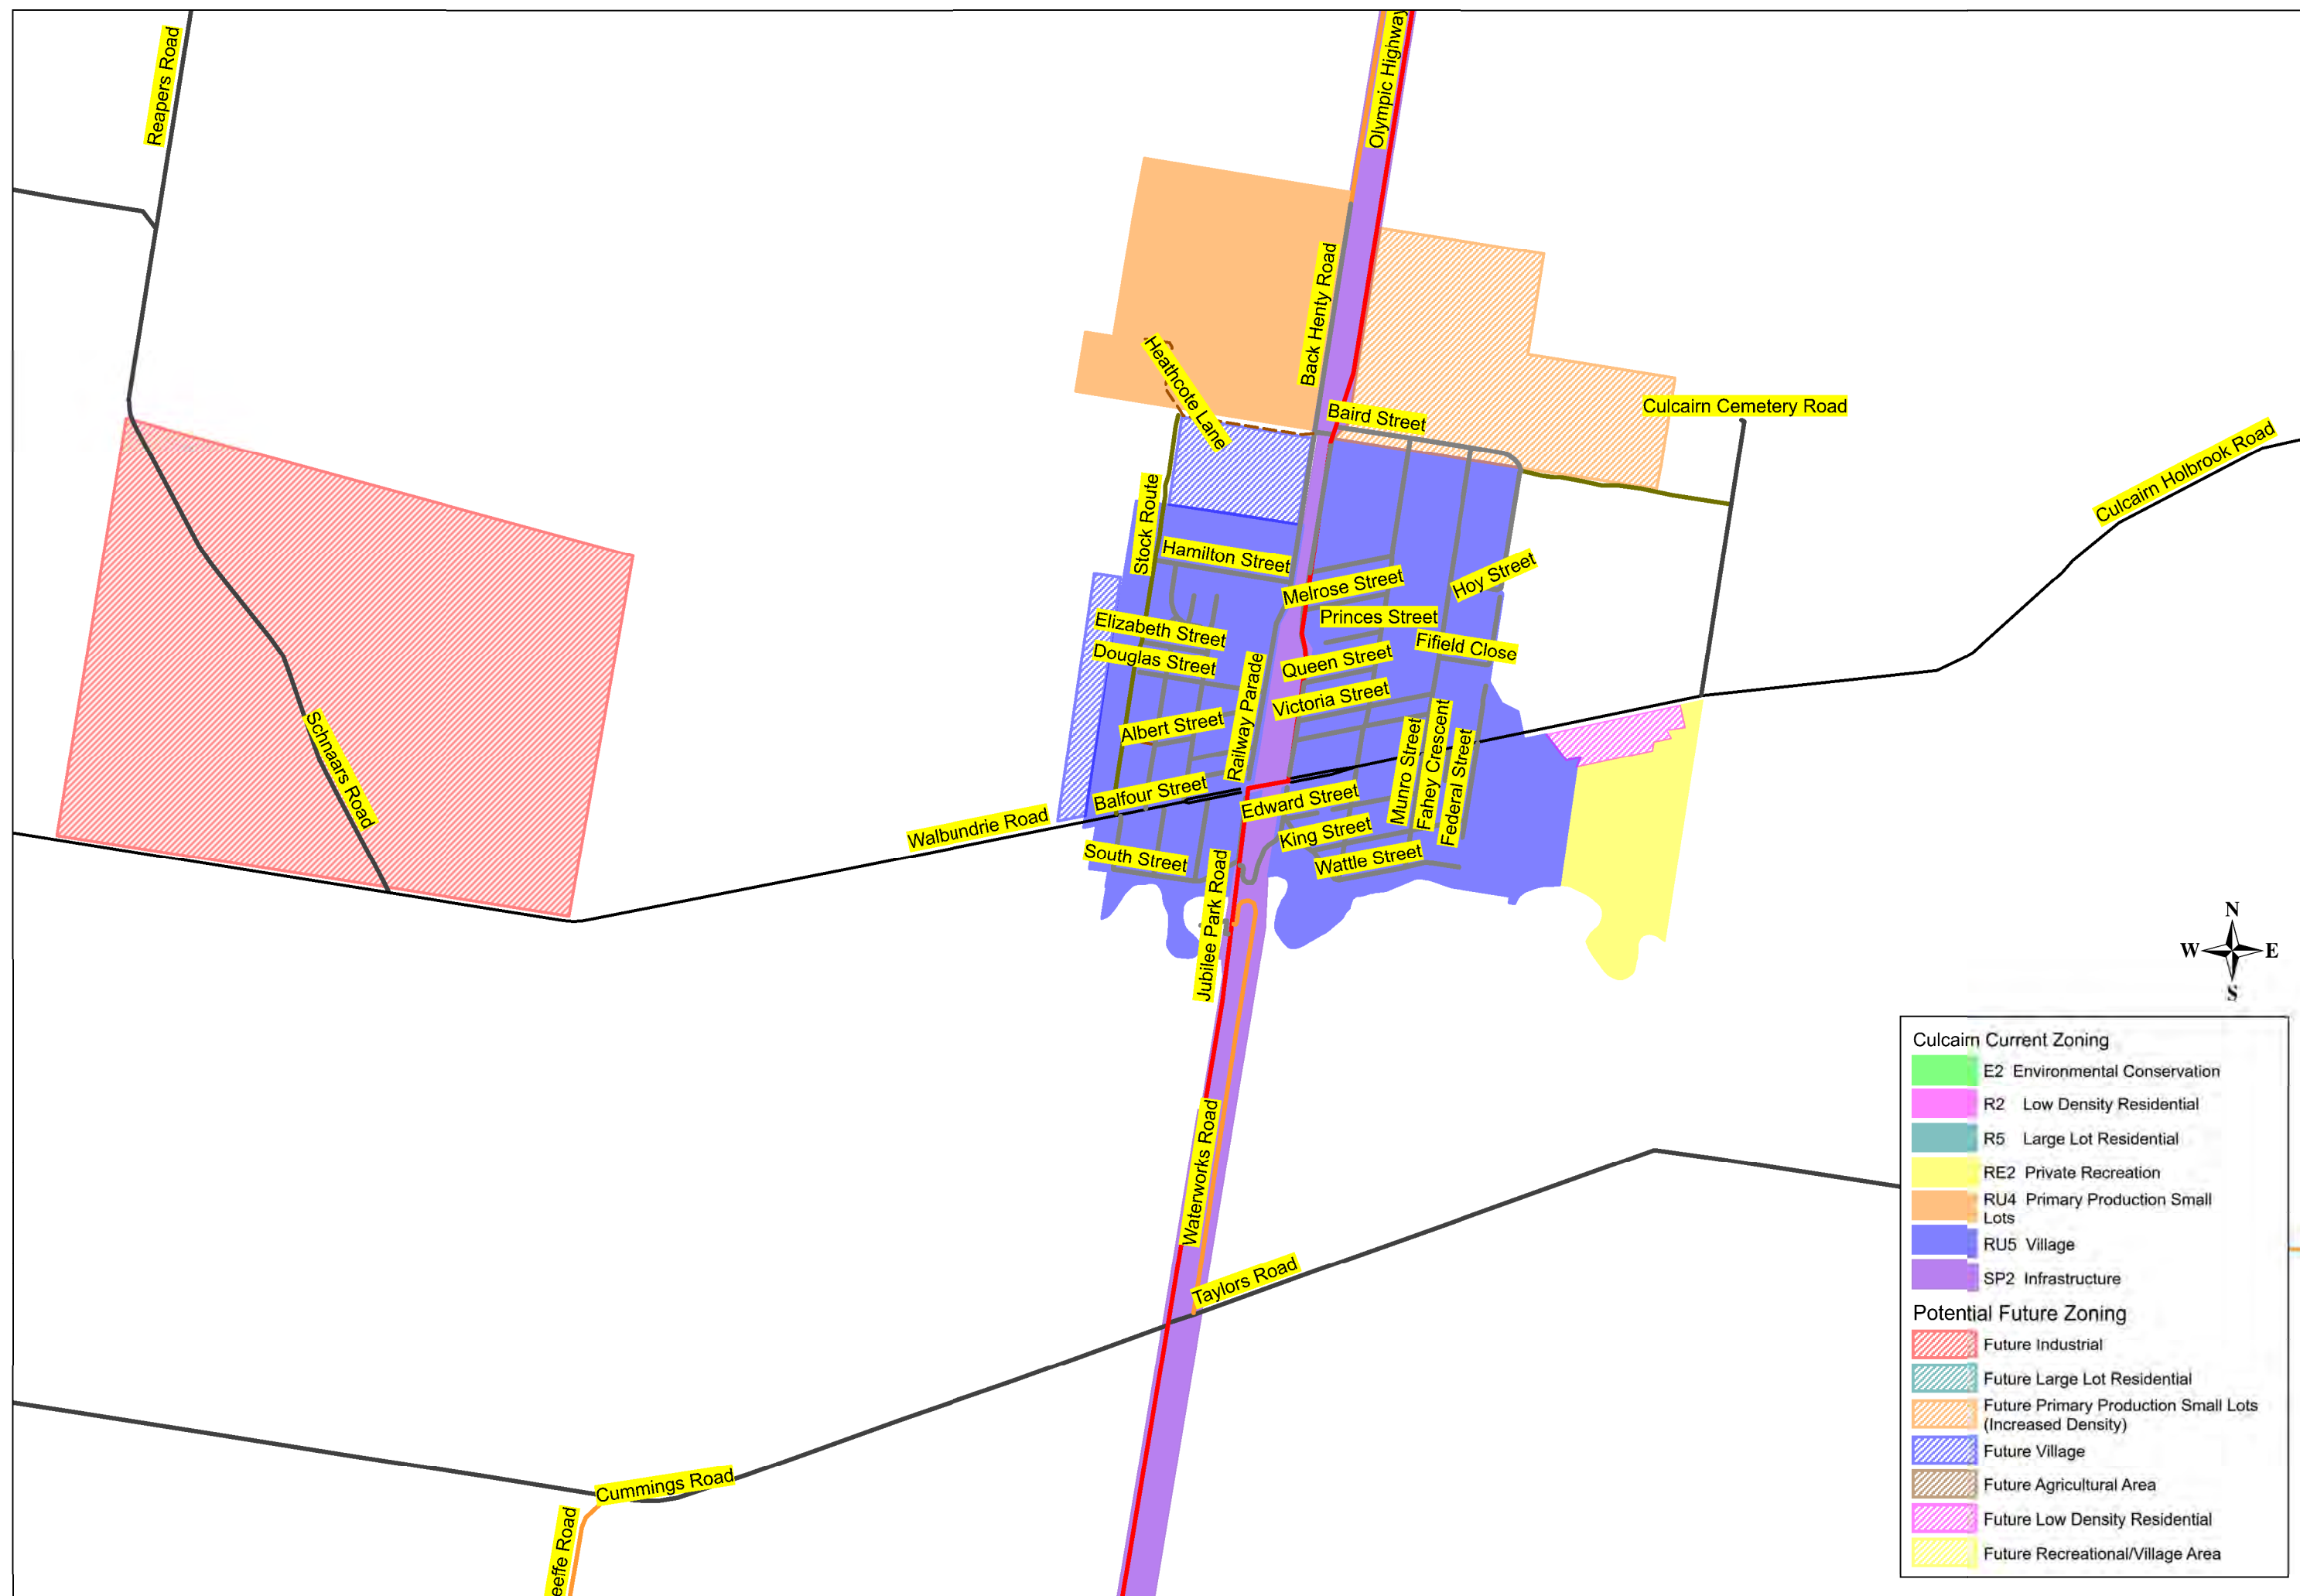 Reapers Road
Olympic Highway
Back Henty Road
Heathcote Lane
Baird Street
Culcairn Cemetery Road
Culcairn Holbrook Road
Stock Route
Hamilton Street
Melrose Street
Hoy Street
Princes Street
Elizabeth Street
Fifield Close
Douglas Street
Queen Street
Railway Parade
Victoria Street
Albert Street
Schnaars Road
Munro Street
Fahey Crescent
Federal Street
Balfour Street
Edward Street
Walbundrie Road
King Street
South Street
Wattle Street
Jubilee Park Road
N
W E
S
Waterworks Road
Taylors Road
Cummings Road
eeffe Road
Culcairn Current Zoning
E2 Environmental Conservation
R2 Low Density Residential
R5 Large Lot Residential
RE2 Private Recreation
RU4 Primary Production Small
Lots
RU5 Village
SP2 Infrastructure
Potential Future Zoning
Future Industrial
Future Large Lot Residential
Future Primary Production Small Lots
(Increased Density)
Future Village
Future Agricultural Area
Future Low Density Residential
Future Recreational/Village Area